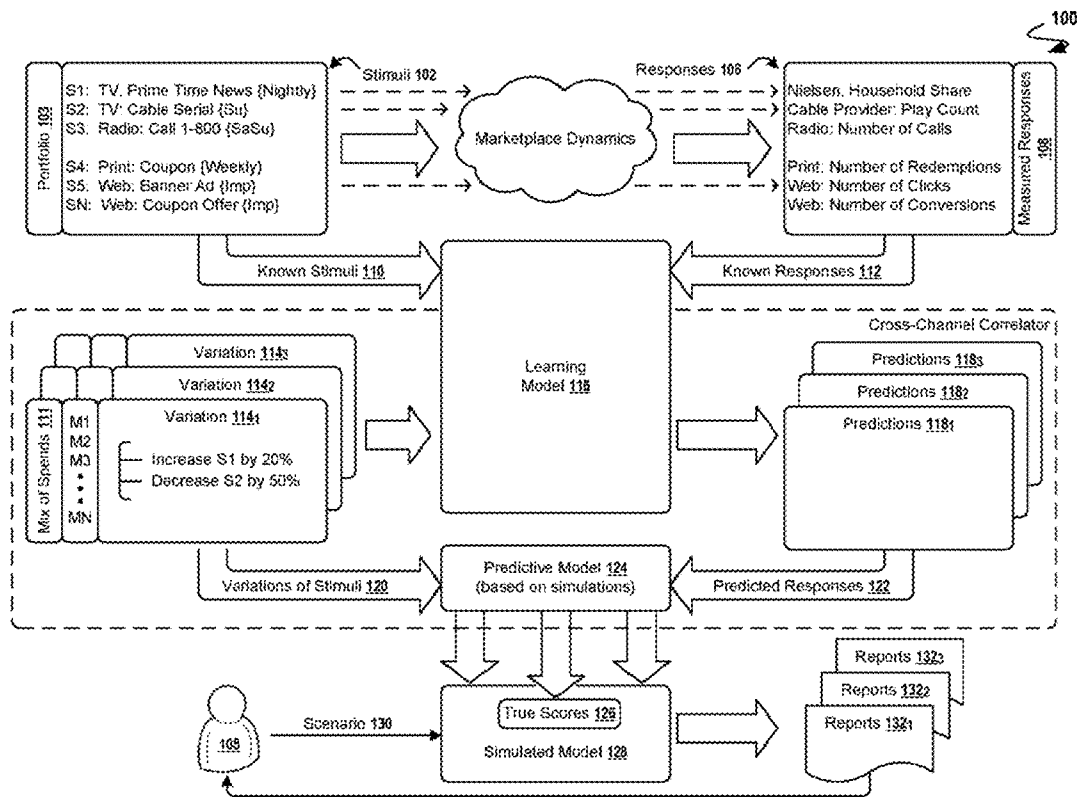 100
Stimuli 102
Responses 106
Portfolio 103
S1: TV. Prime Time News {Nightly}
S2: TV: Cable Serial {Su}
S3: Radio: Call 1-800 {SaSu}
S4: Print: Coupon {Weekly}
S5: Web: Banner Ad {Imp}
SN: Web: Coupon Offer {Imp}
Marketplace Dynamics
Nielsen. Household Share
Cable Provider: Play Count
Radio: Number of Calls
Print: Number of Redemptions
Web: Number of Clicks
Web: Number of Conversions
Measured Responses 108
Known Stimuli 110
Known Responses 112
Cross-Channel Correlator
Variation 1143
Variation 1142
Variation 1141
Mix of Spends 111
M1
M2
M3
MN
Increase S1 by 20%
Decrease S2 by 50%
Learning
Model 116
Predictions 1183
Predictions 1182
Predictions 1181
Variations of Stimuli 120
Predictive Model 124
(based on simulations)
Predicted Responses 122
105
Scenario 130
True Scores 126
Simulated Model 128
Reports 1323
Reports 1322
Reports 1321